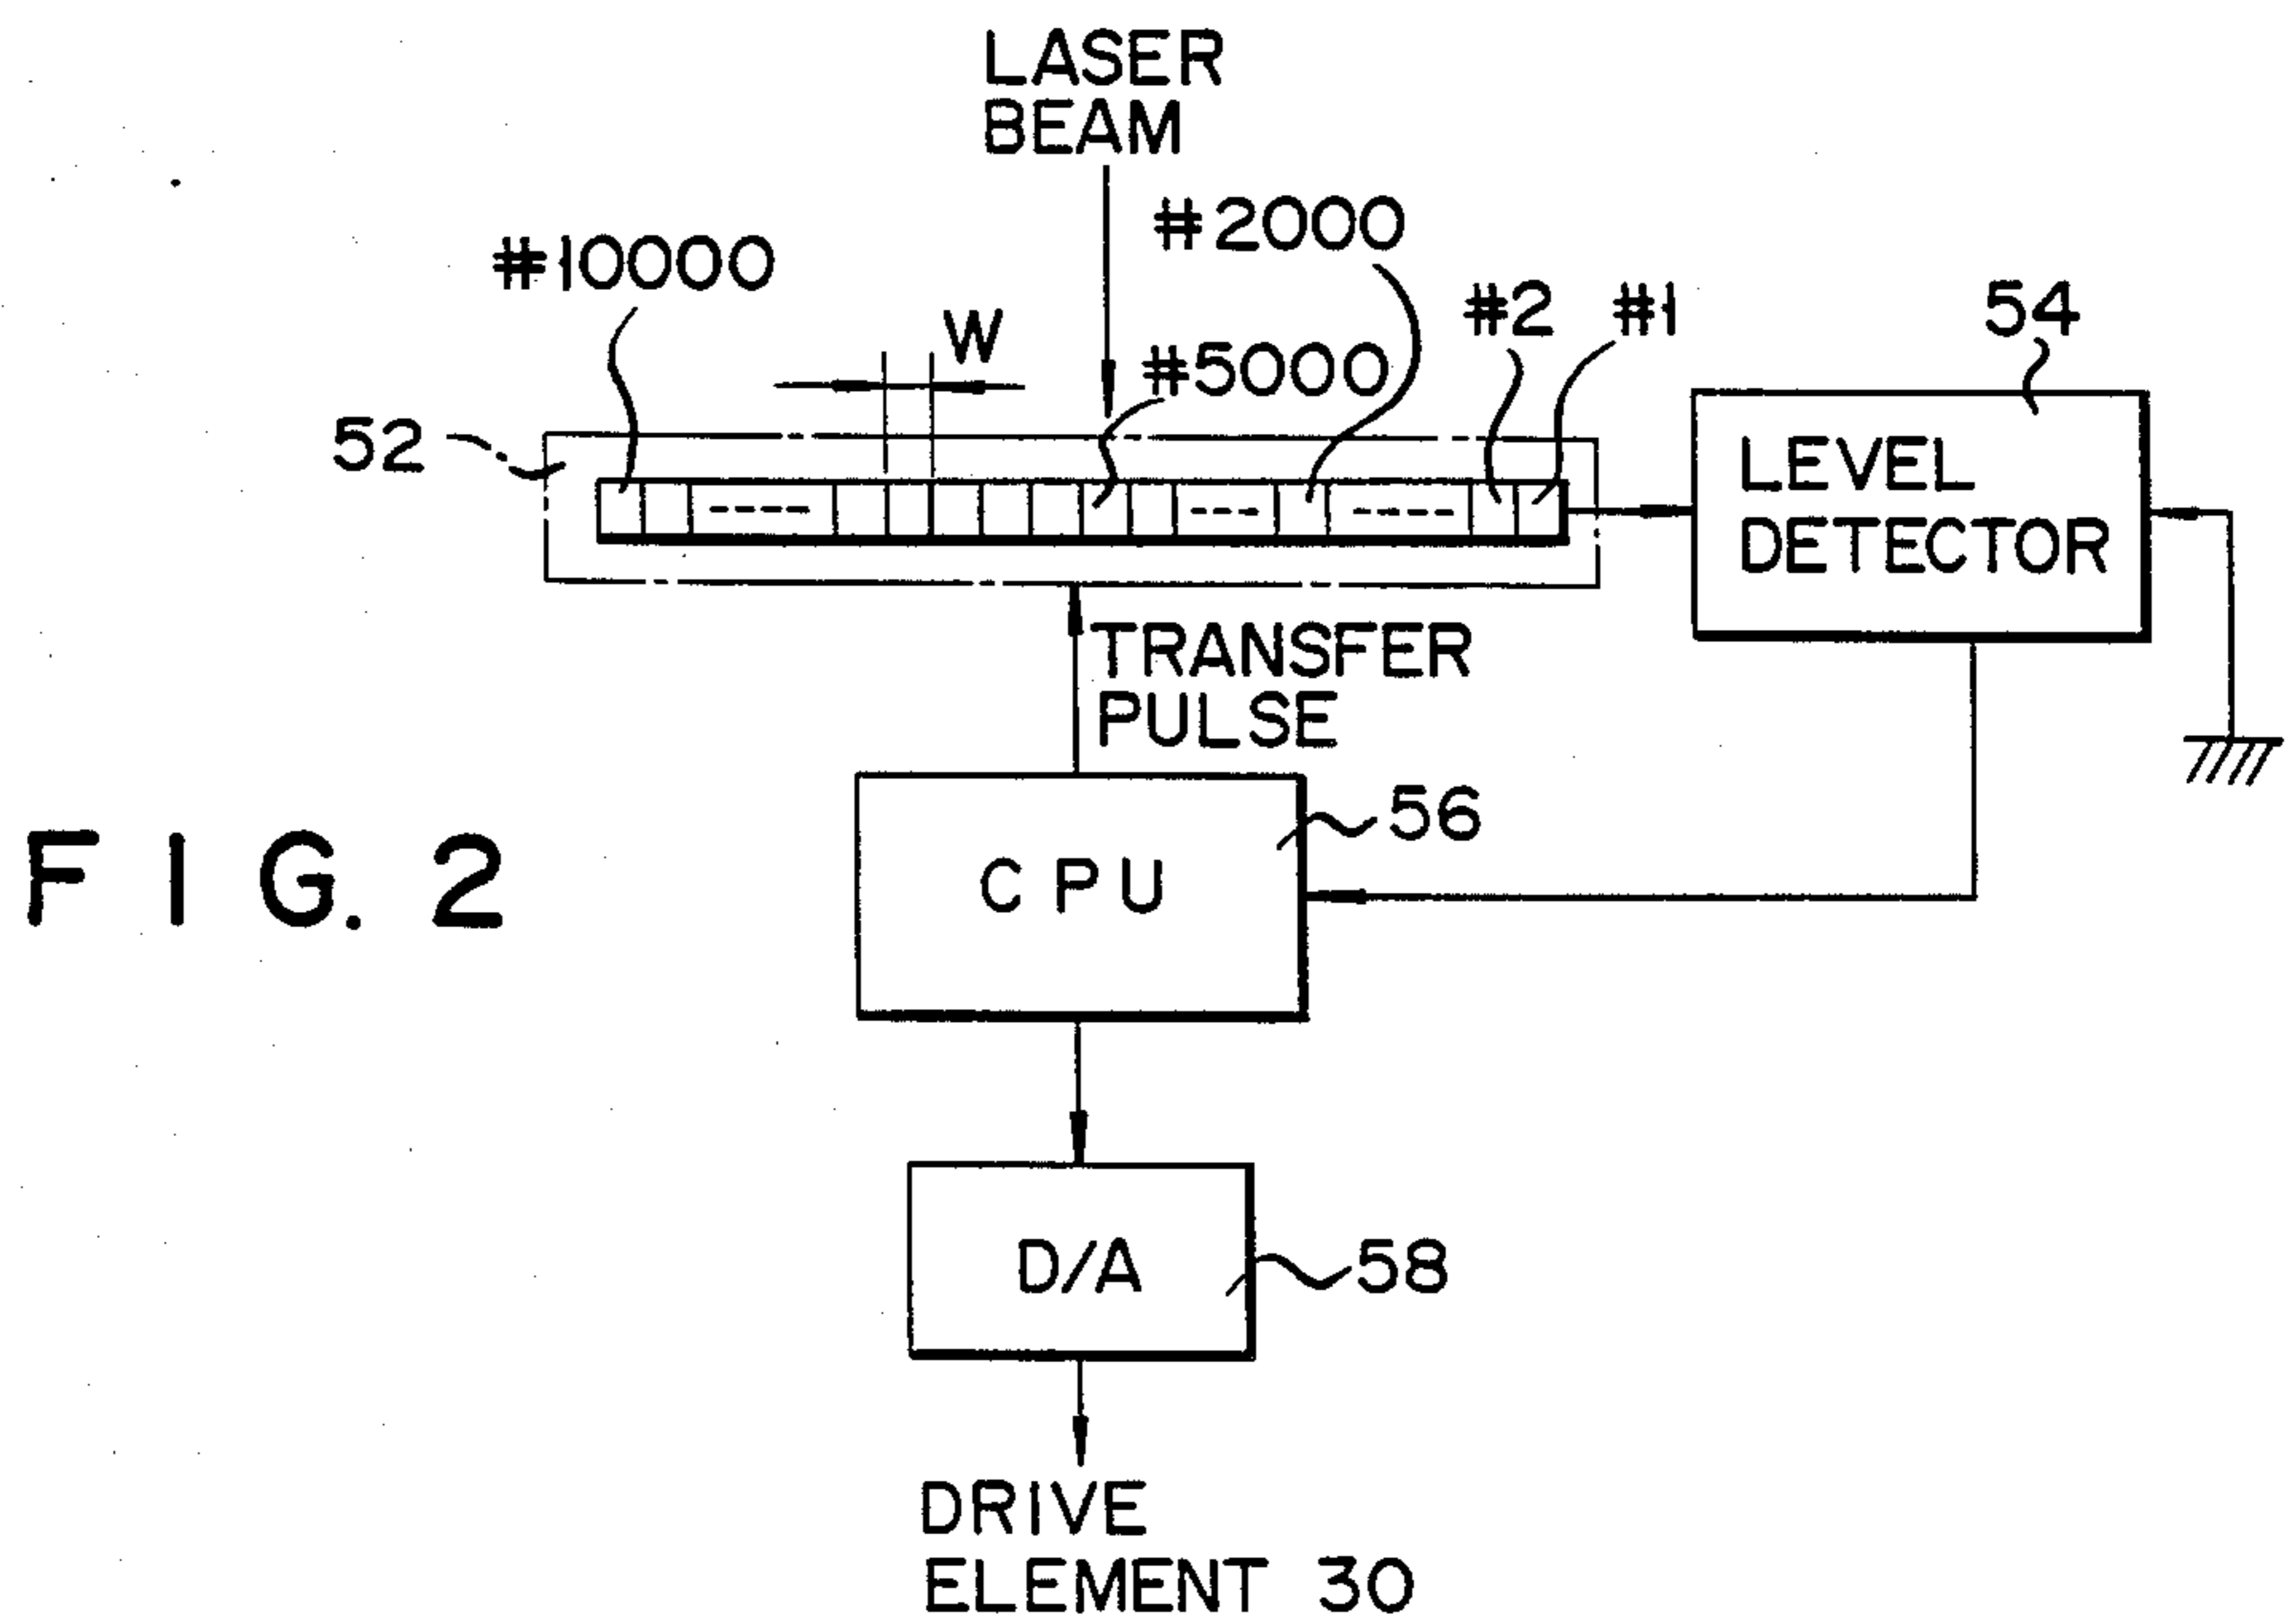 LASER
BEAM
#2000
#10000
#2
#1
54
W
#5000
52
LEVEL
DETECTOR
-----
---
-----
TRANSFER
PULSE
56
CPU
FIG. 2
D/A
58
DRIVE
ELEMENT 30